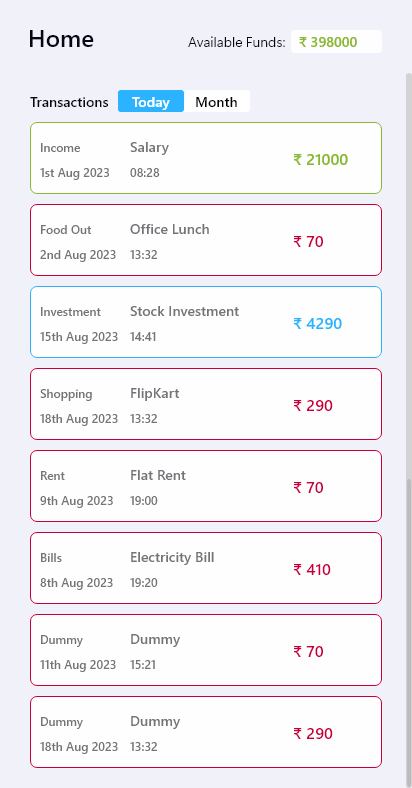 Home
Available Funds: ₹ 398000
Transactions Today Month
Income Salary
₹ 21000
1st Aug 2023 08:28
Food Out Office Lunch
₹ 70
2nd Aug 2023 13:32
Investment Stock Investment
₹ 4290
15th Aug 2023 14:41
Shopping FlipKart
₹ 290
18th Aug 2023 13:32
Rent Flat Rent
₹ 70
9th Aug 2023 19:00
Bills Electricity Bill
₹ 410
8th Aug 2023 19:20
Dummy Dummy
₹ 70
11th Aug 2023 15:21
Dummy Dummy
₹ 290
18th Aug 2023 13:32